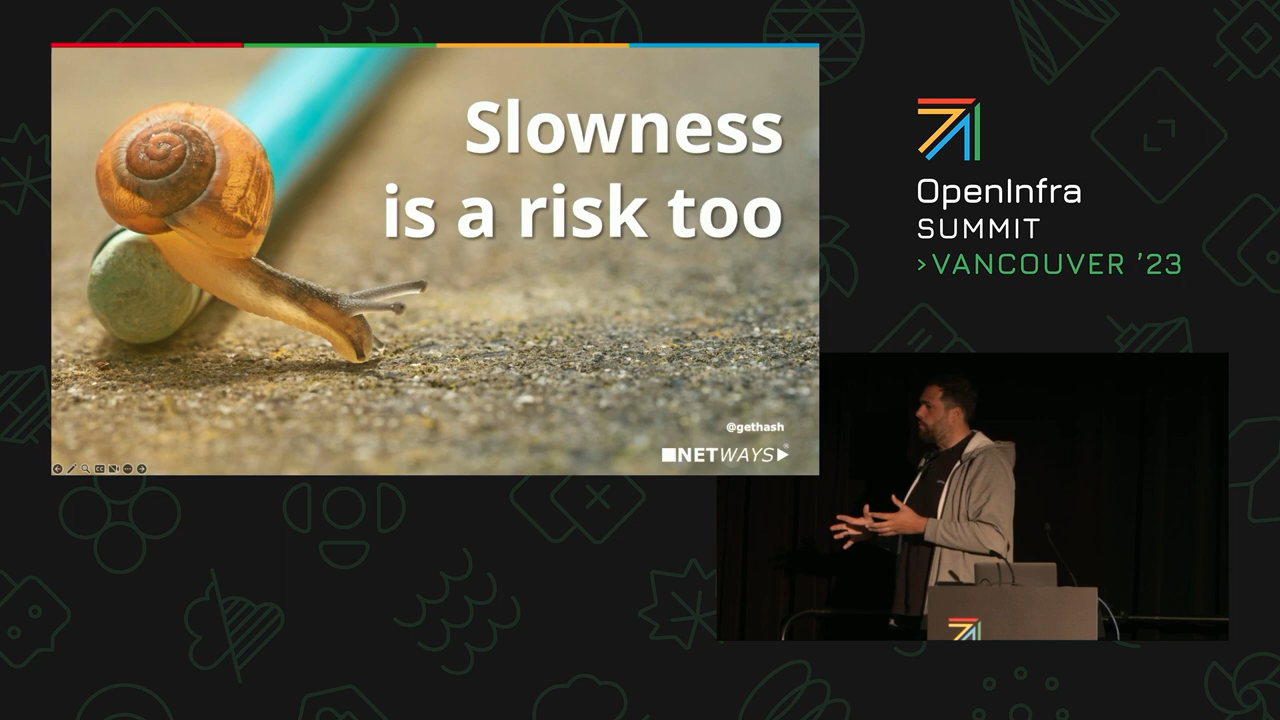 Slowness
is a risk too
@gethash
NETWAYS®
OpenInfra
SUMMIT
>VANCOUVER ’23